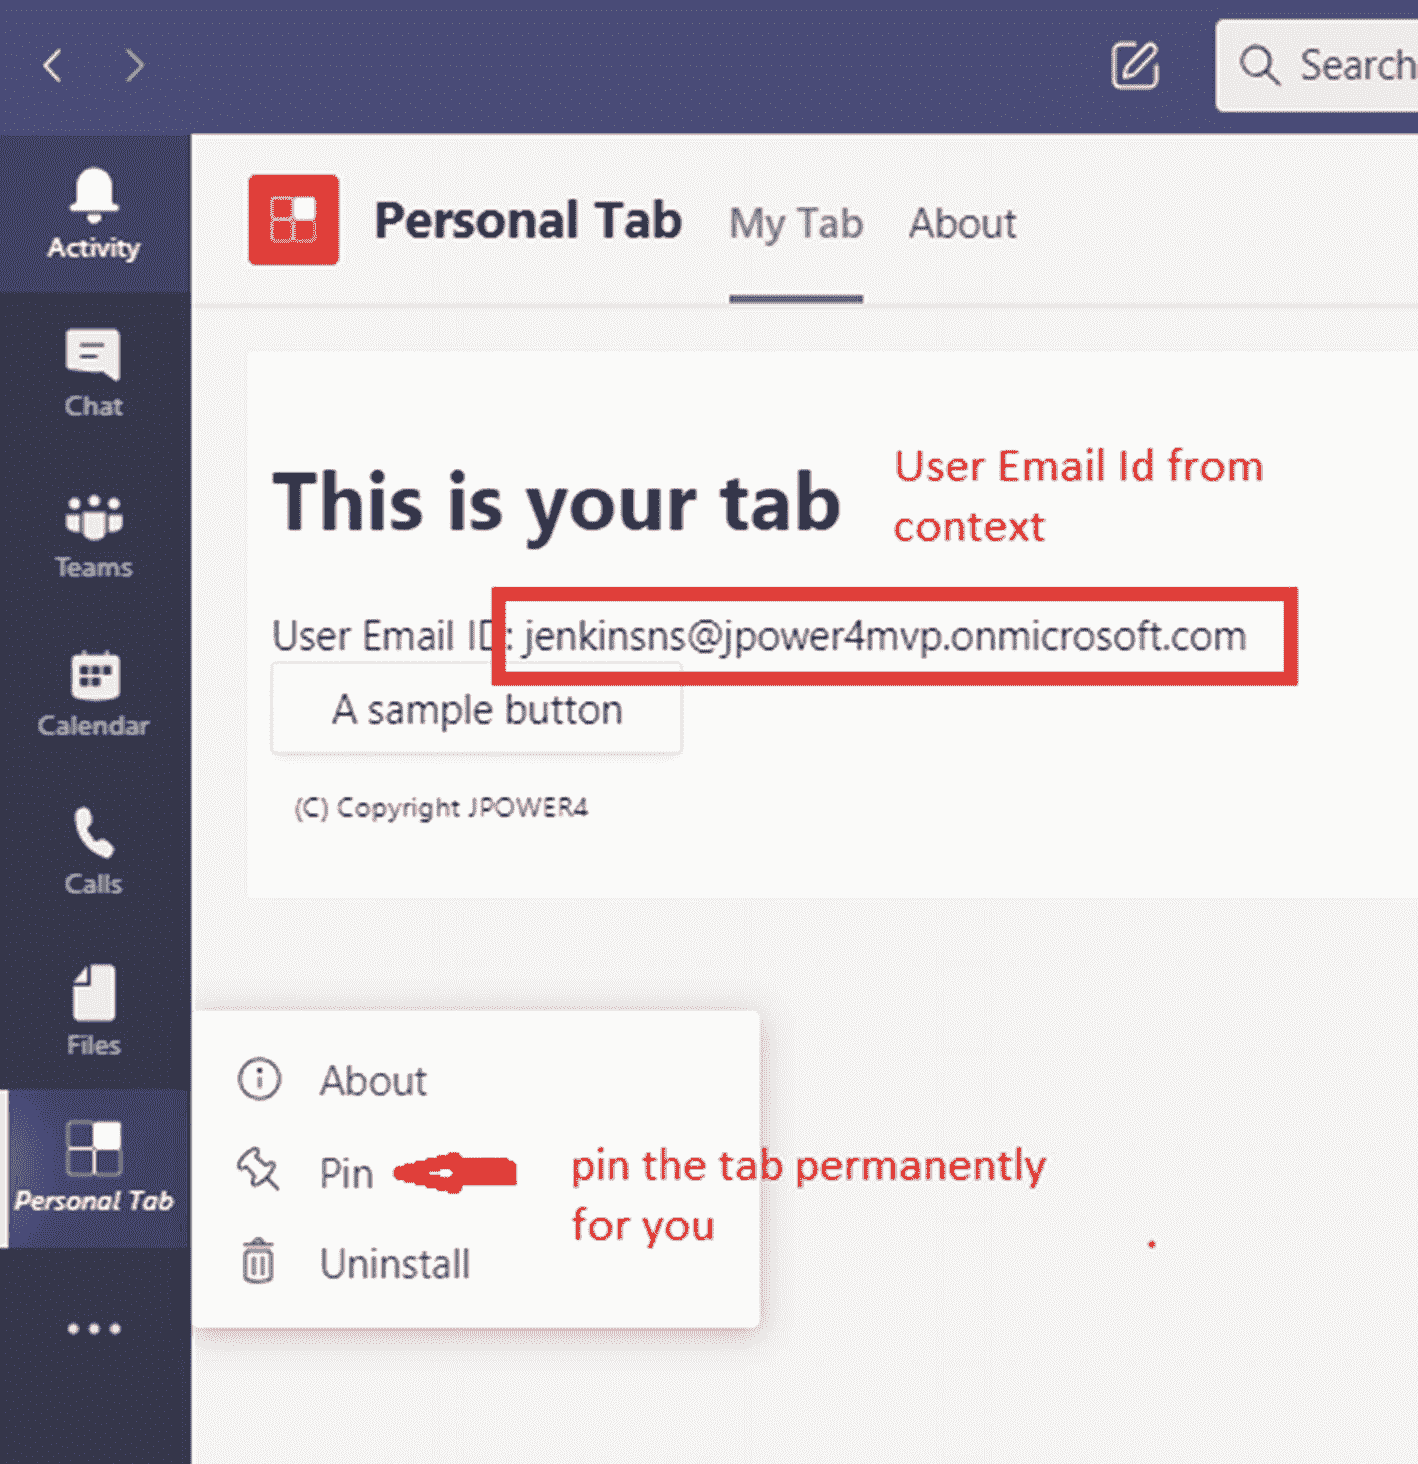 Search
Activity
Personal Tab My Tab About
Chat
This is your tab
User Email Id from
context
Teams
User Email ID: jenkinsns@jpower4mvp.onmicrosoft.com
A sample button
Calendar
(C) Copyright JPOWER4
Calls
Files
About
Pin
pin the tab permanently
for you
Personal Tab
Uninstall